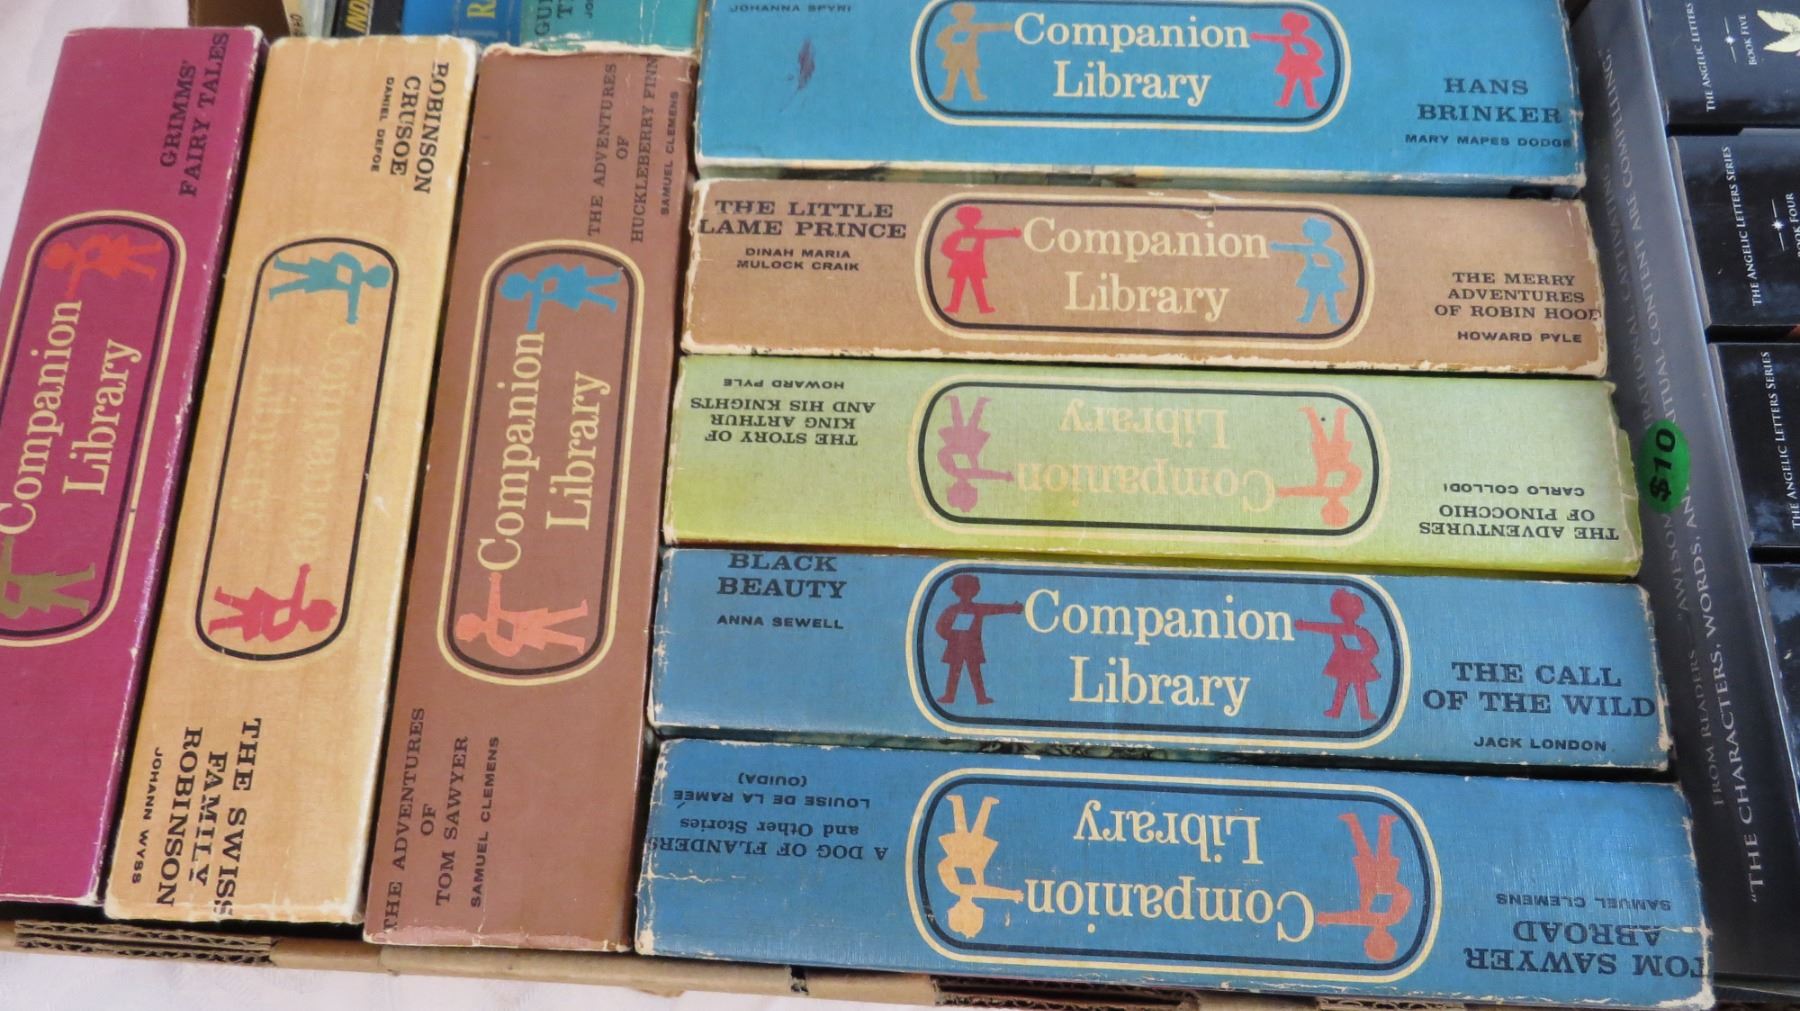 GRIMMS'
FAIRY TALES
Companion
Library
ROBINSON
CRUSOE
DANIEL DEFOE
Companion
Library
THE SWISS
FAMILY
ROBINSON
JOHANN WYSS
THE ADVENTURES
OF
HUCKLEBERRY FINN
SAMUEL CLEMENS
Companion
Library
THE ADVENTURES
OF
TOM SAWYER
SAMUEL CLEMENS
JOHANNA SPYRI
Companion
Library
HANS
BRINKER
MARY MAPES DODGE
THE LITTLE
LAME PRINCE
DINAH MARIA
MULOCK CRAIK
Companion
Library
THE MERRY
ADVENTURES
OF ROBIN HOOD
HOWARD PYLE
THE ADVENTURES
OF PINOCCHIO
CARLO COLLODI
Companion
Library
THE STORY OF
KING ARTHUR
AND HIS KNIGHTS
HOWARD PYLE
BLACK
BEAUTY
ANNA SEWELL
Companion
Library
THE CALL
OF THE WILD
JACK LONDON
TOM SAWYER
ABROAD
SAMUEL CLEMENS
Companion
Library
A DOG OF FLANDERS
and Other Stories
LOUISE DE LA RAMEE
(OUIDA)
$10
FROM READERS—"AWESOME
"THE CHARACTERS, WORDS, AN
CONTENT ARE COMPELLING.
THE ANGELIC LETTERS
BOOK FIVE
THE ANGELIC LETTERS SERIES
BOOK FOUR
THE ANGELIC LETTERS SERIES